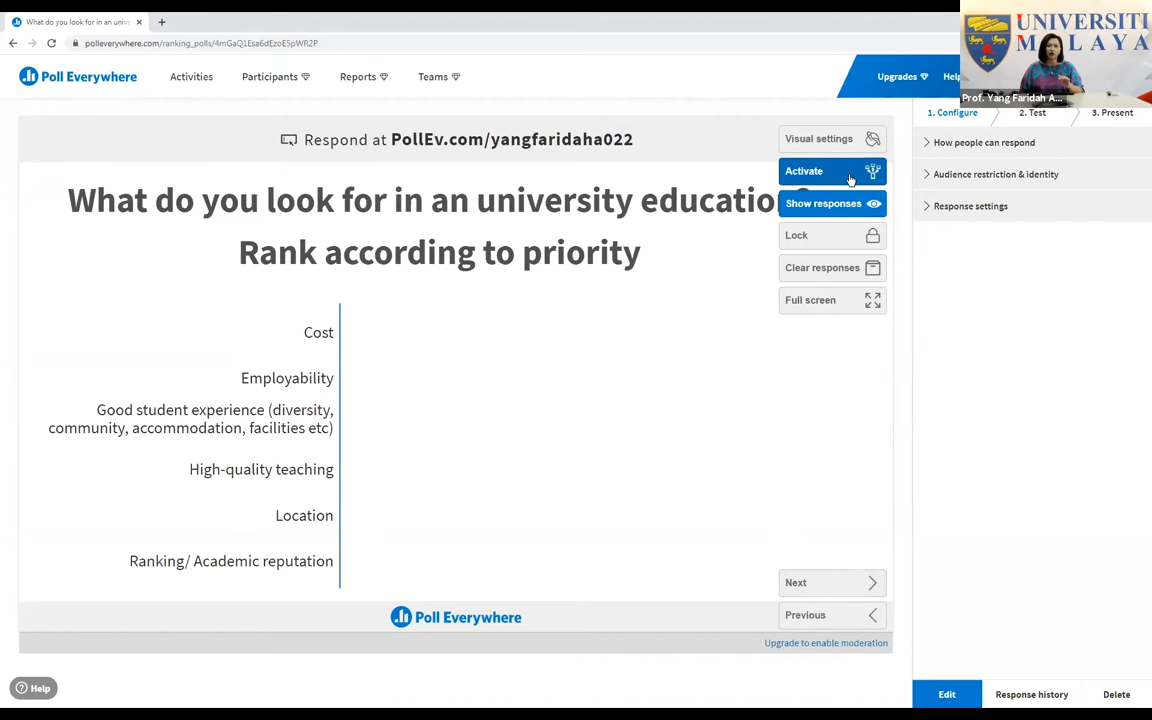 What do you look for in an unive
polleverywhere.com/ranking_polls/4mGaQ1Esa6dEzoE5pWR2P
Poll Everywhere
Activities
Participants
Reports
Teams
Upgrades
Help
UNIVERSITI
MALAYA
Prof. Yang Faridah A...
1. Configure
2. Test
3. Present
How people can respond
Audience restriction & identity
Response settings
Respond at PollEv.com/yangfaridaha022
What do you look for in an university education
Rank according to priority
Visual settings
Activate
Show responses
Lock
Clear responses
Full screen
Cost
Employability
Good student experience (diversity,
community, accommodation, facilities etc)
High-quality teaching
Location
Ranking/ Academic reputation
Next
Previous
Poll Everywhere
Upgrade to enable moderation
Help
Edit
Response history
Delete